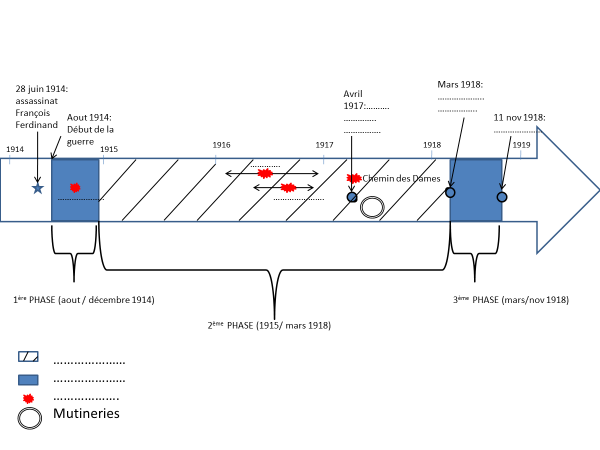 28 juin 1914:
assassinat
François
Ferdinand
Aout 1914:
Début de la
guerre
Avril
1917:..........
..............
................
Mars 1918:
....................
.................
11 nov 1918:
..................
1914
1915
1916
1917
1918
1919
.............
Chemin des Dames
....................
......................
1ère PHASE (aout / décembre 1914)
2ème PHASE (1915/ mars 1918)
3ème PHASE (mars/nov 1918)
......................
......................
....................
Mutineries